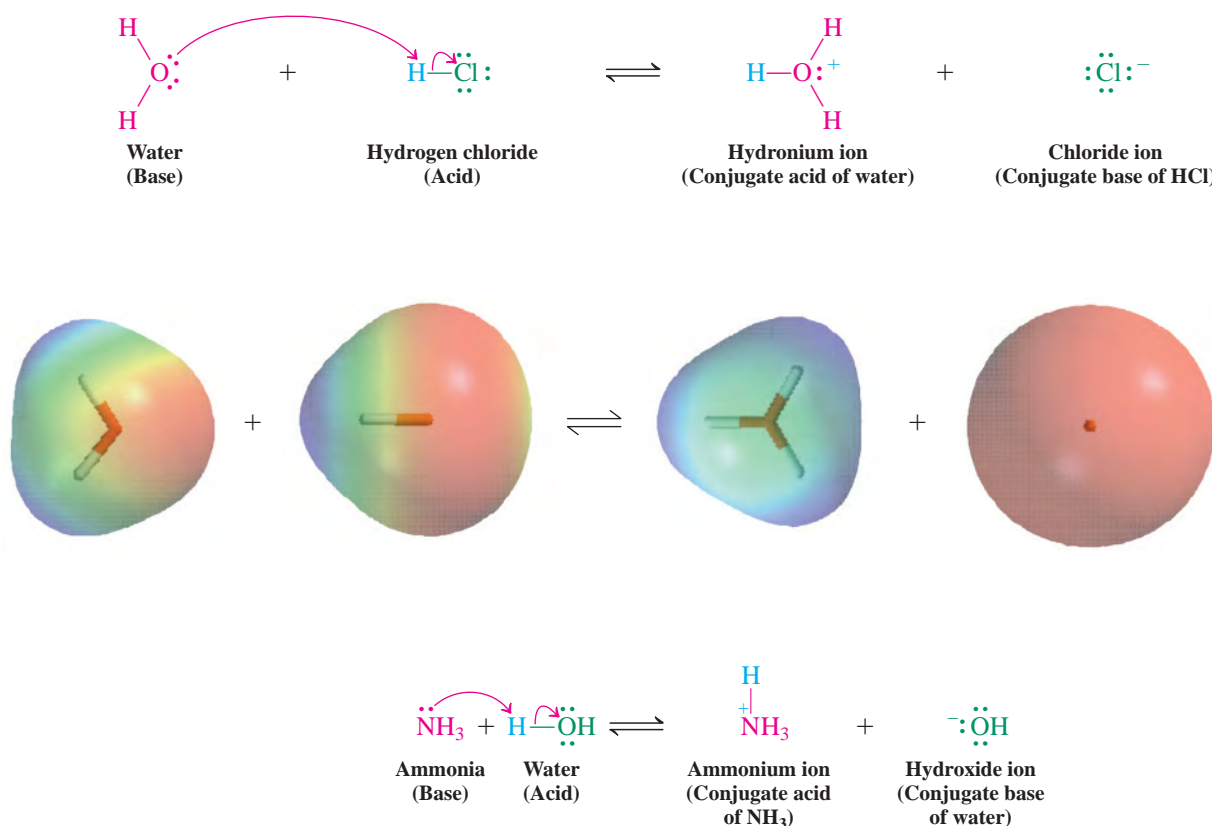 H H
O + H—Cl ⇌ H—O + + Cl −
H H
Water Hydrogen chloride Hydronium ion Chloride ion
(Base) (Acid) (Conjugate acid of water) (Conjugate base of HCl)
+ ⇌ +
H
NH3 + H—OH ⇌ + NH3 + − OH
Ammonia Water Ammonium ion Hydroxide ion
(Base) (Acid) (Conjugate acid (Conjugate base
of NH3) of water)